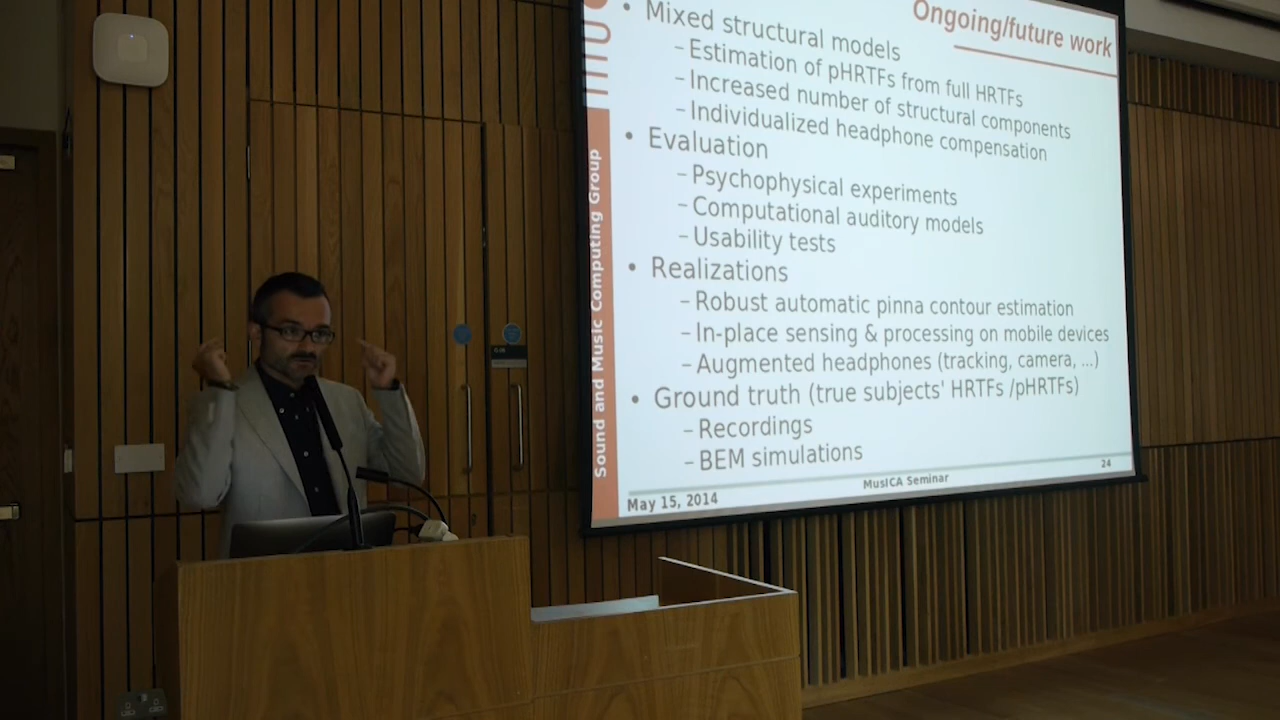 Ongoing/future work
• Mixed structural models
– Estimation of pHRTFs from full HRTFs
– Increased number of structural components
– Individualized headphone compensation
• Evaluation
– Psychophysical experiments
– Computational auditory models
– Usability tests
• Realizations
– Robust automatic pinna contour estimation
– In-place sensing & processing on mobile devices
– Augmented headphones (tracking, camera, ...)
• Ground truth (true subjects' HRTFs /pHRTFs)
– Recordings
– BEM simulations
Sound and Music Computing Group
May 15, 2014
MusICA Seminar
24